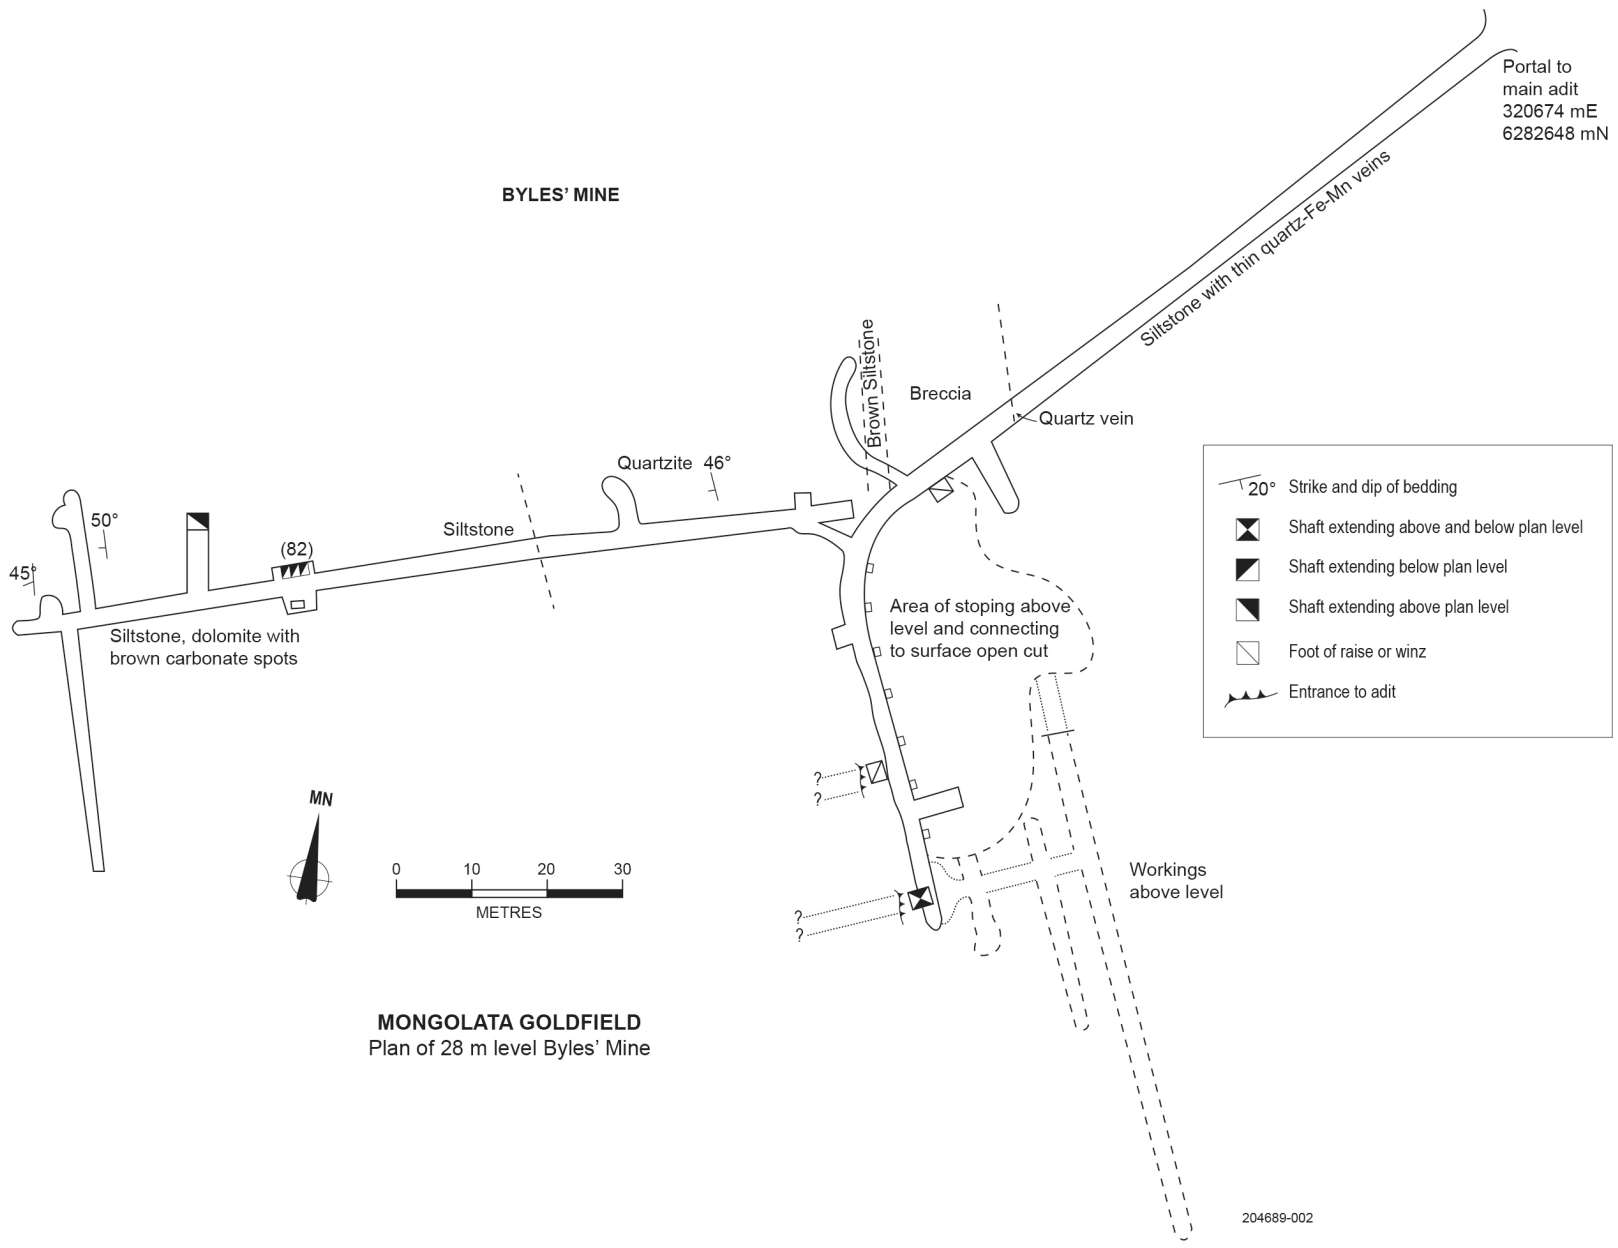 Portal to
main adit
320674 mE
6282648 mN
BYLES’ MINE
Siltstone with thin quartz-Fe-Mn veins
Brown Siltstone
Breccia
Quartz vein
Quartzite 46°
Siltstone
50°
(82)
45°
Siltstone, dolomite with
brown carbonate spots
Area of stoping above
level and connecting
to surface open cut
20° Strike and dip of bedding
Shaft extending above and below plan level
Shaft extending below plan level
Shaft extending above plan level
Foot of raise or winz
Entrance to adit
?
?
MN
0 10 20 30
METRES
Workings
above level
?
?
MONGOLATA GOLDFIELD
Plan of 28 m level Byles’ Mine
204689-002